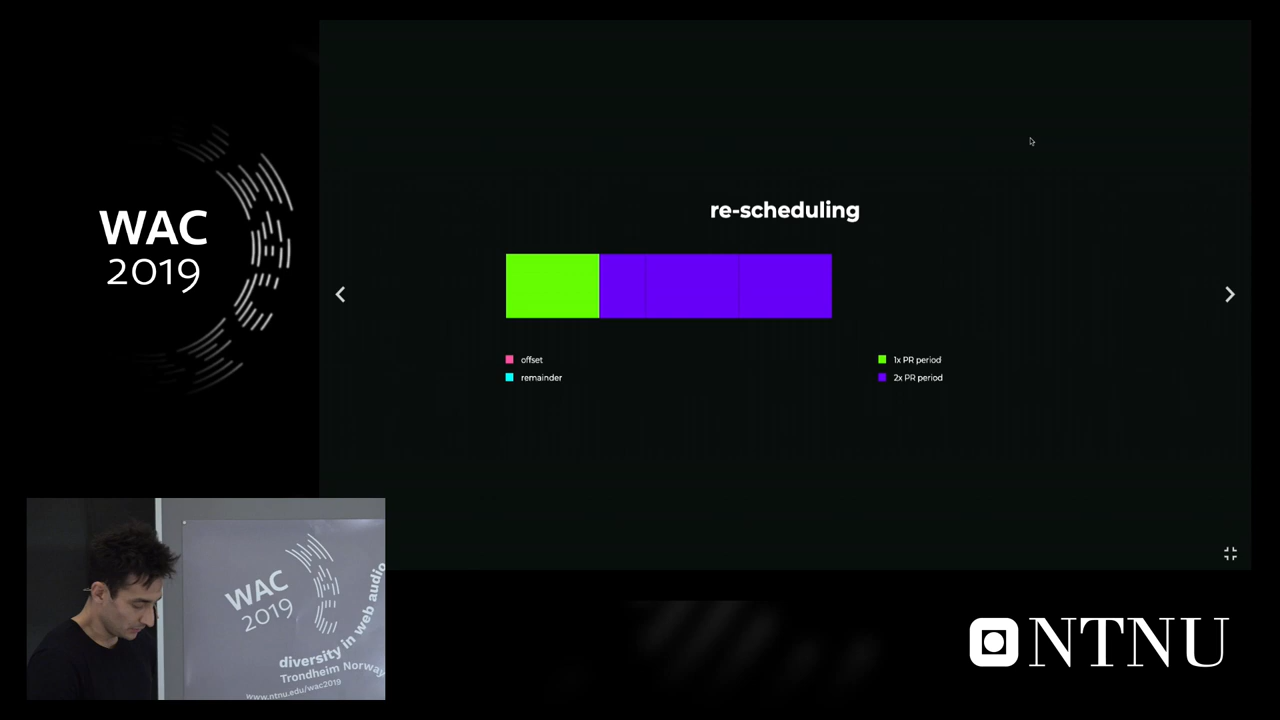 WAC
2019
re-scheduling
offset
remainder
1x PR period
2x PR period
WAC
2019
diversity in web audio
Trondheim Norway
www.ntnu.edu/wac2019
NTNU